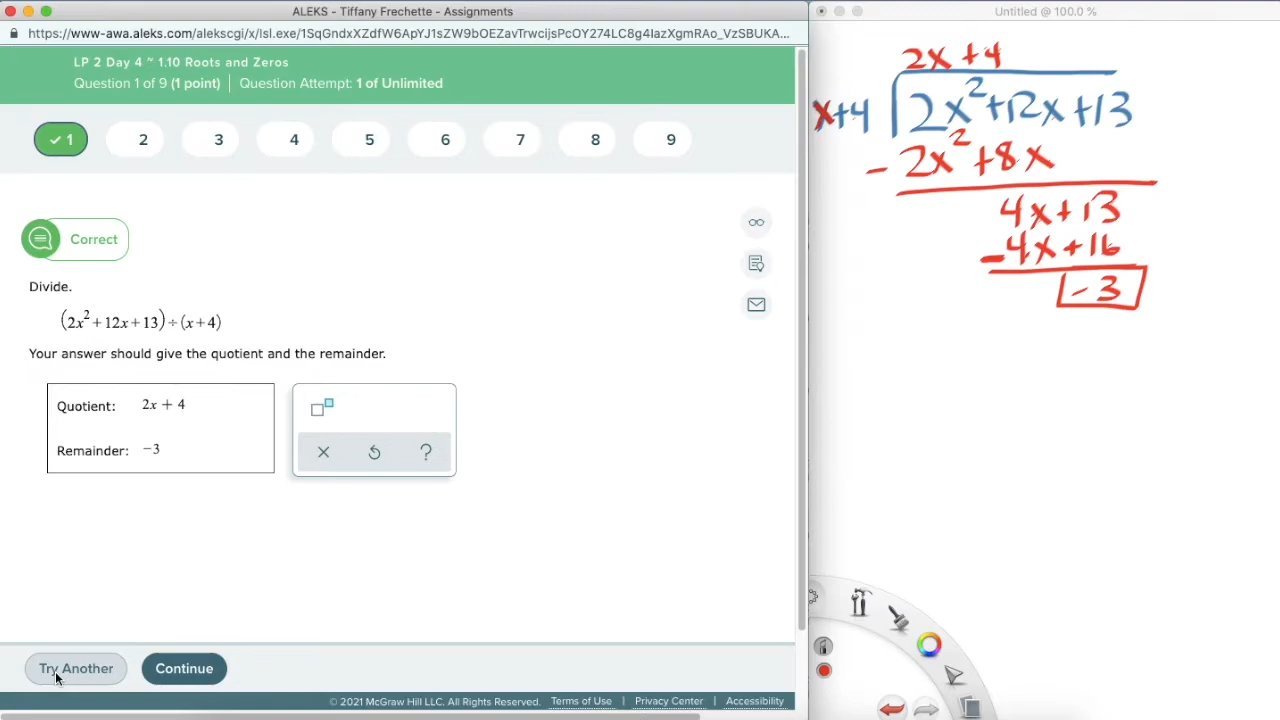 ALEKS - Tiffany Frechette - Assignments
Untitled @ 100.0 %
https://www-awa.aleks.com/alekscgi/x/Isl.exe/1SqGndxXZdfW6ApYJ1sZW9bOEZavTrwcijsPcOY274LC8g4IazXgmRAo_VzSBUKA...
LP 2 Day 4 ~ 1.10 Roots and Zeros
Question 1 of 9 (1 point) | Question Attempt: 1 of Unlimited
✓ 1 2 3 4 5 6 7 8 9
Correct
Divide.
(2x²+12x+13)÷(x+4)
Your answer should give the quotient and the remainder.
Quotient: 2x + 4
Remainder: −3
× ?
Try Another Continue
© 2021 McGraw Hill LLC. All Rights Reserved. Terms of Use | Privacy Center | Accessibility
2x +4
x+4 2x²+12x+13
- 2x²+8x
4x+13
-4x+16
-3